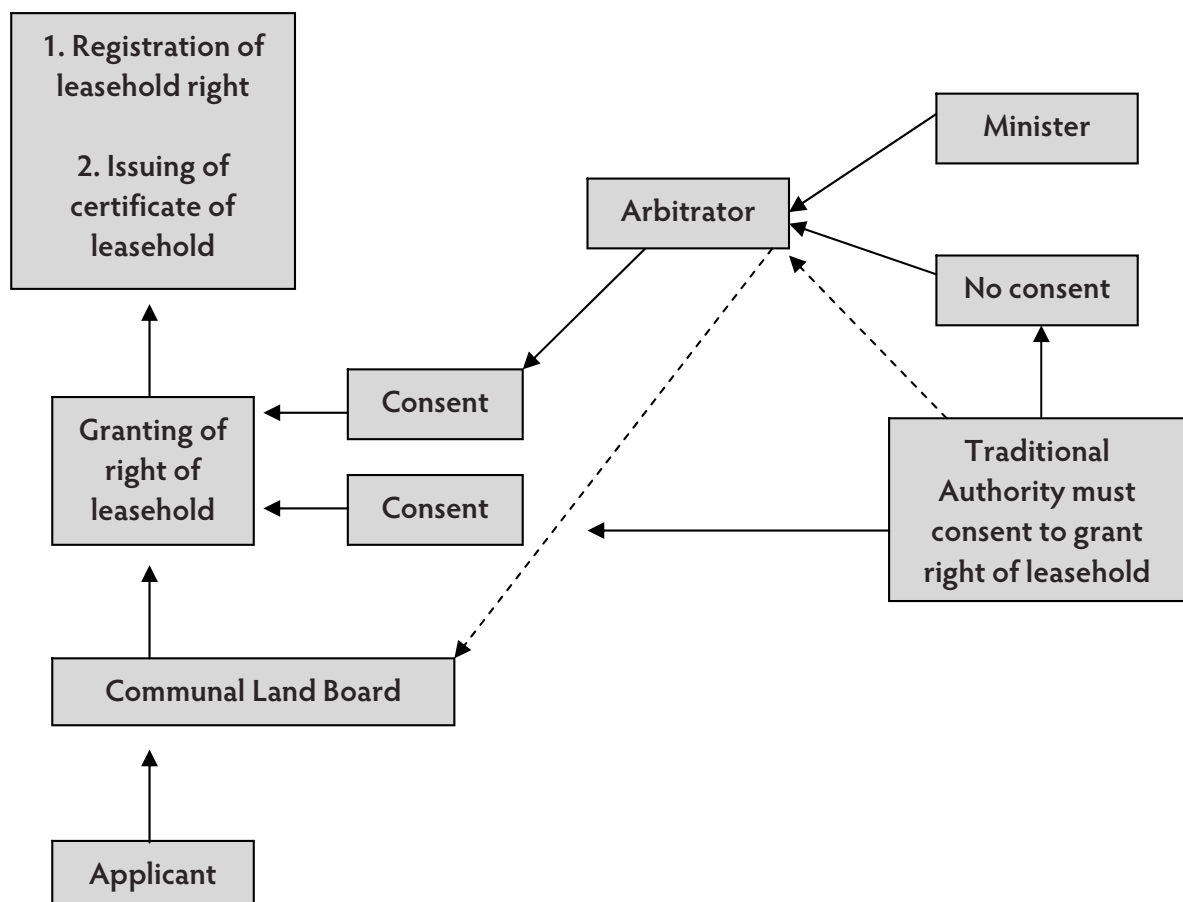 1. Registration of
leasehold right
2. Issuing of
certificate of
leasehold
Minister
Arbitrator
No consent
Consent
Granting of
right of
leasehold
Consent
Traditional
Authority must
consent to grant
right of leasehold
Communal Land Board
Applicant